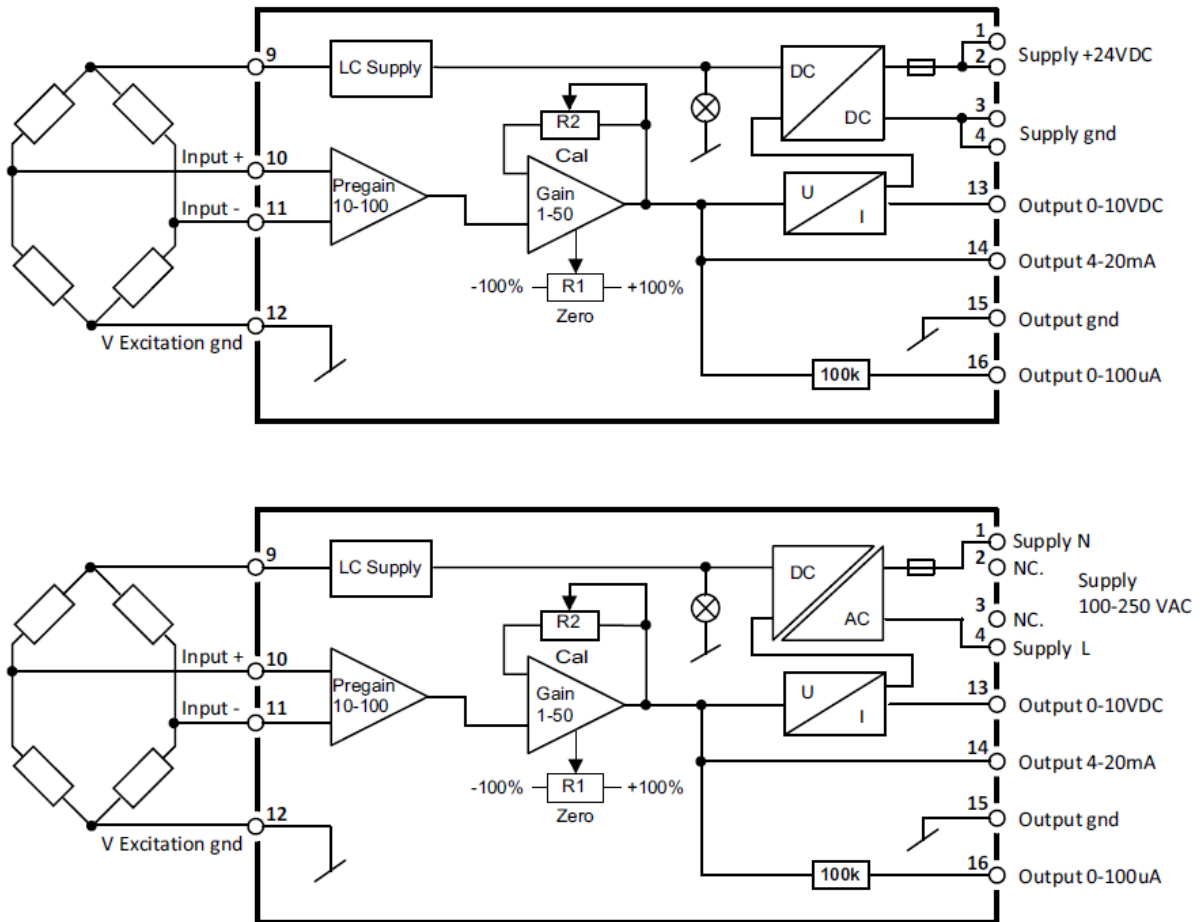 1
9
LC Supply
DC
2
Supply +24VDC
R2
3
DC
4
Supply gnd
Cal
Input +
10
Pregain
10-100
Gain
1-50
U
I
13
Output 0-10VDC
Input -
11
14
Output 4-20mA
-100%
R1
+100%
Zero
12
V Excitation gnd
15
Output gnd
100k
16
Output 0-100uA
1
Supply N
9
LC Supply
DC
2
NC.
Supply
100-250 VAC
R2
3
NC.
AC
4
Supply L
Cal
Input +
10
Pregain
10-100
Gain
1-50
U
I
13
Output 0-10VDC
Input -
11
14
Output 4-20mA
-100%
R1
+100%
Zero
12
V Excitation gnd
15
Output gnd
100k
16
Output 0-100uA